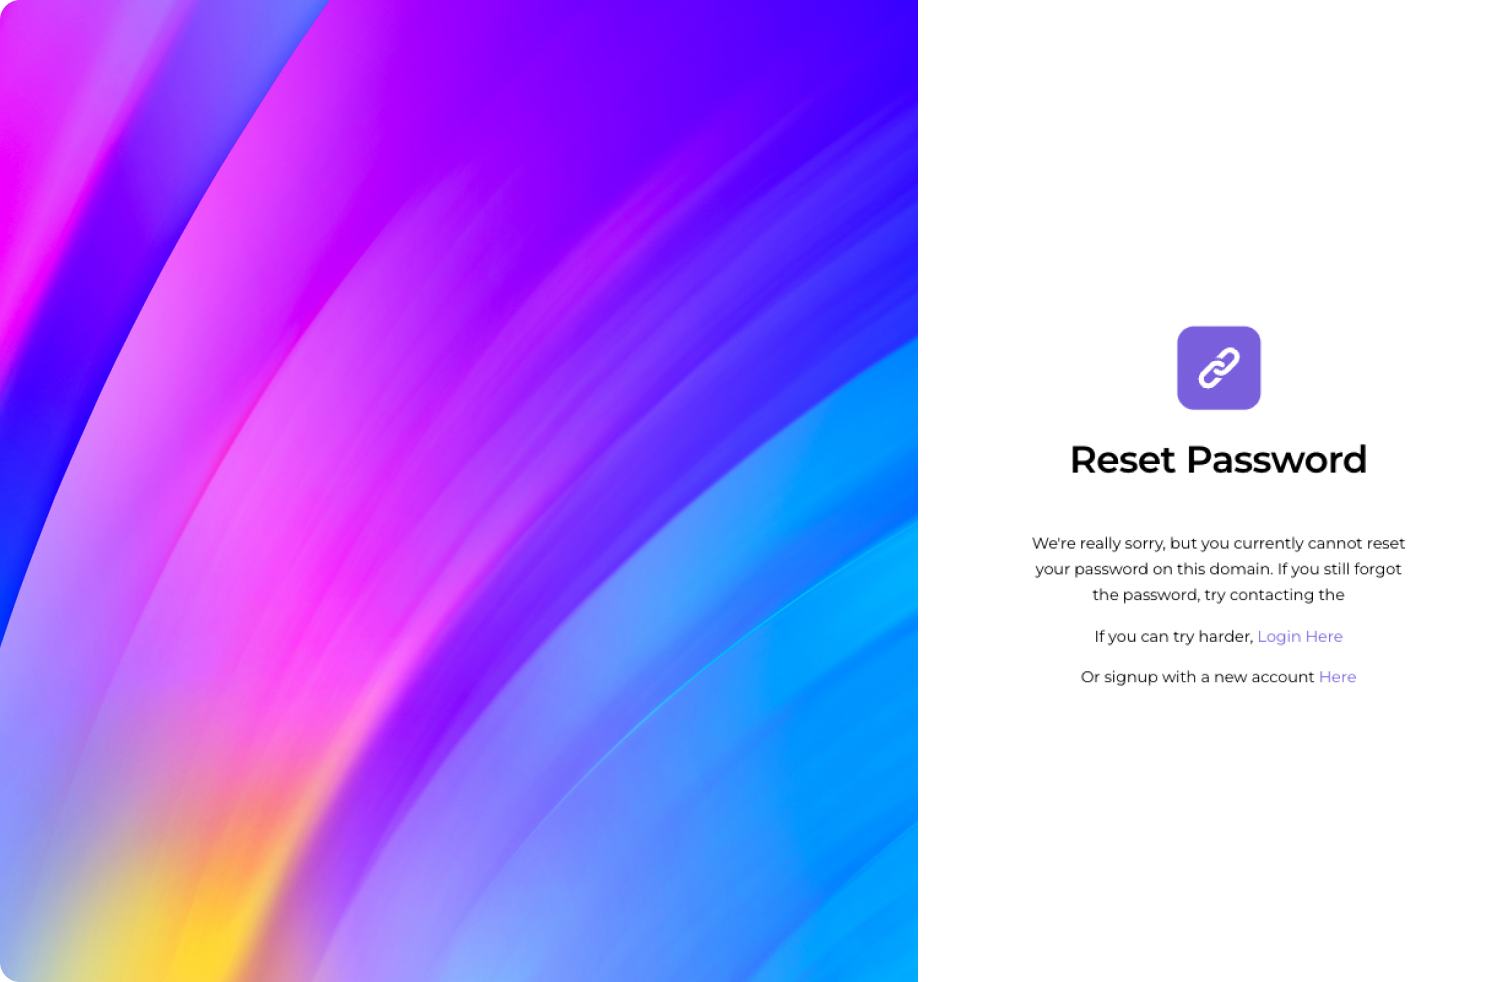 Reset Password
We're really sorry, but you currently cannot reset
your password on this domain. If you still forgot
the password, try contacting the
If you can try harder, Login Here
Or signup with a new account Here